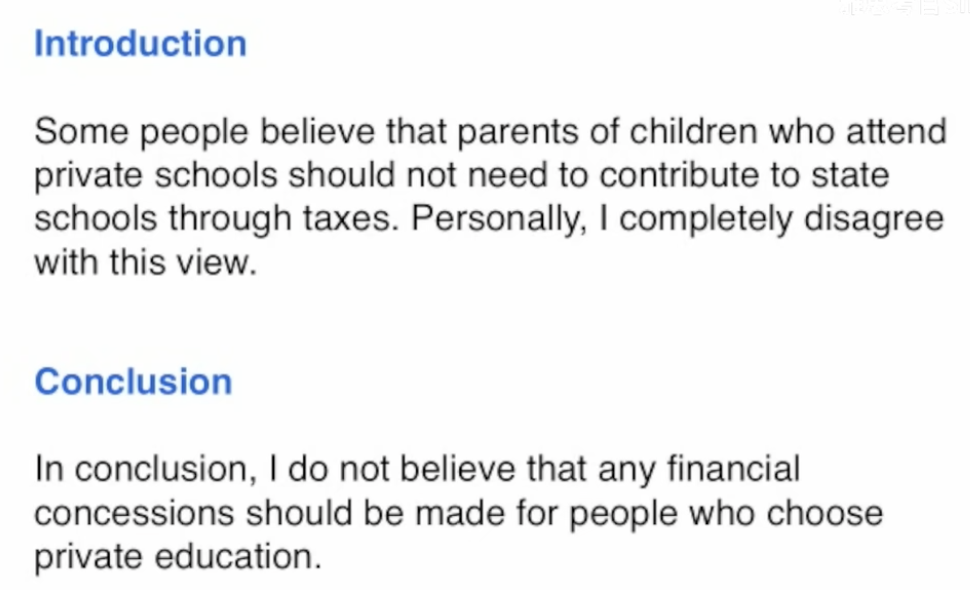 Introduction
Some people believe that parents of children who attend
private schools should not need to contribute to state
schools through taxes. Personally, I completely disagree
with this view.
Conclusion
In conclusion, I do not believe that any financial
concessions should be made for people who choose
private education.